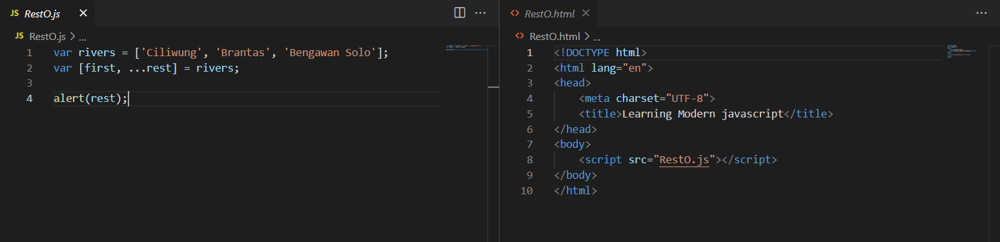 JS RestO.js
JS RestO.js > ...
1 var rivers = ['Ciliwung', 'Brantas', 'Bengawan Solo'];
2 var [first, ...rest] = rivers;
3
4 alert(rest);
<> RestO.html
<> RestO.html > ...
1 <!DOCTYPE html>
2 <html lang="en">
3 <head>
4     <meta charset="UTF-8">
5     <title>Learning Modern javascript</title>
6 </head>
7 <body>
8     <script src="RestO.js"></script>
9 </body>
10 </html>